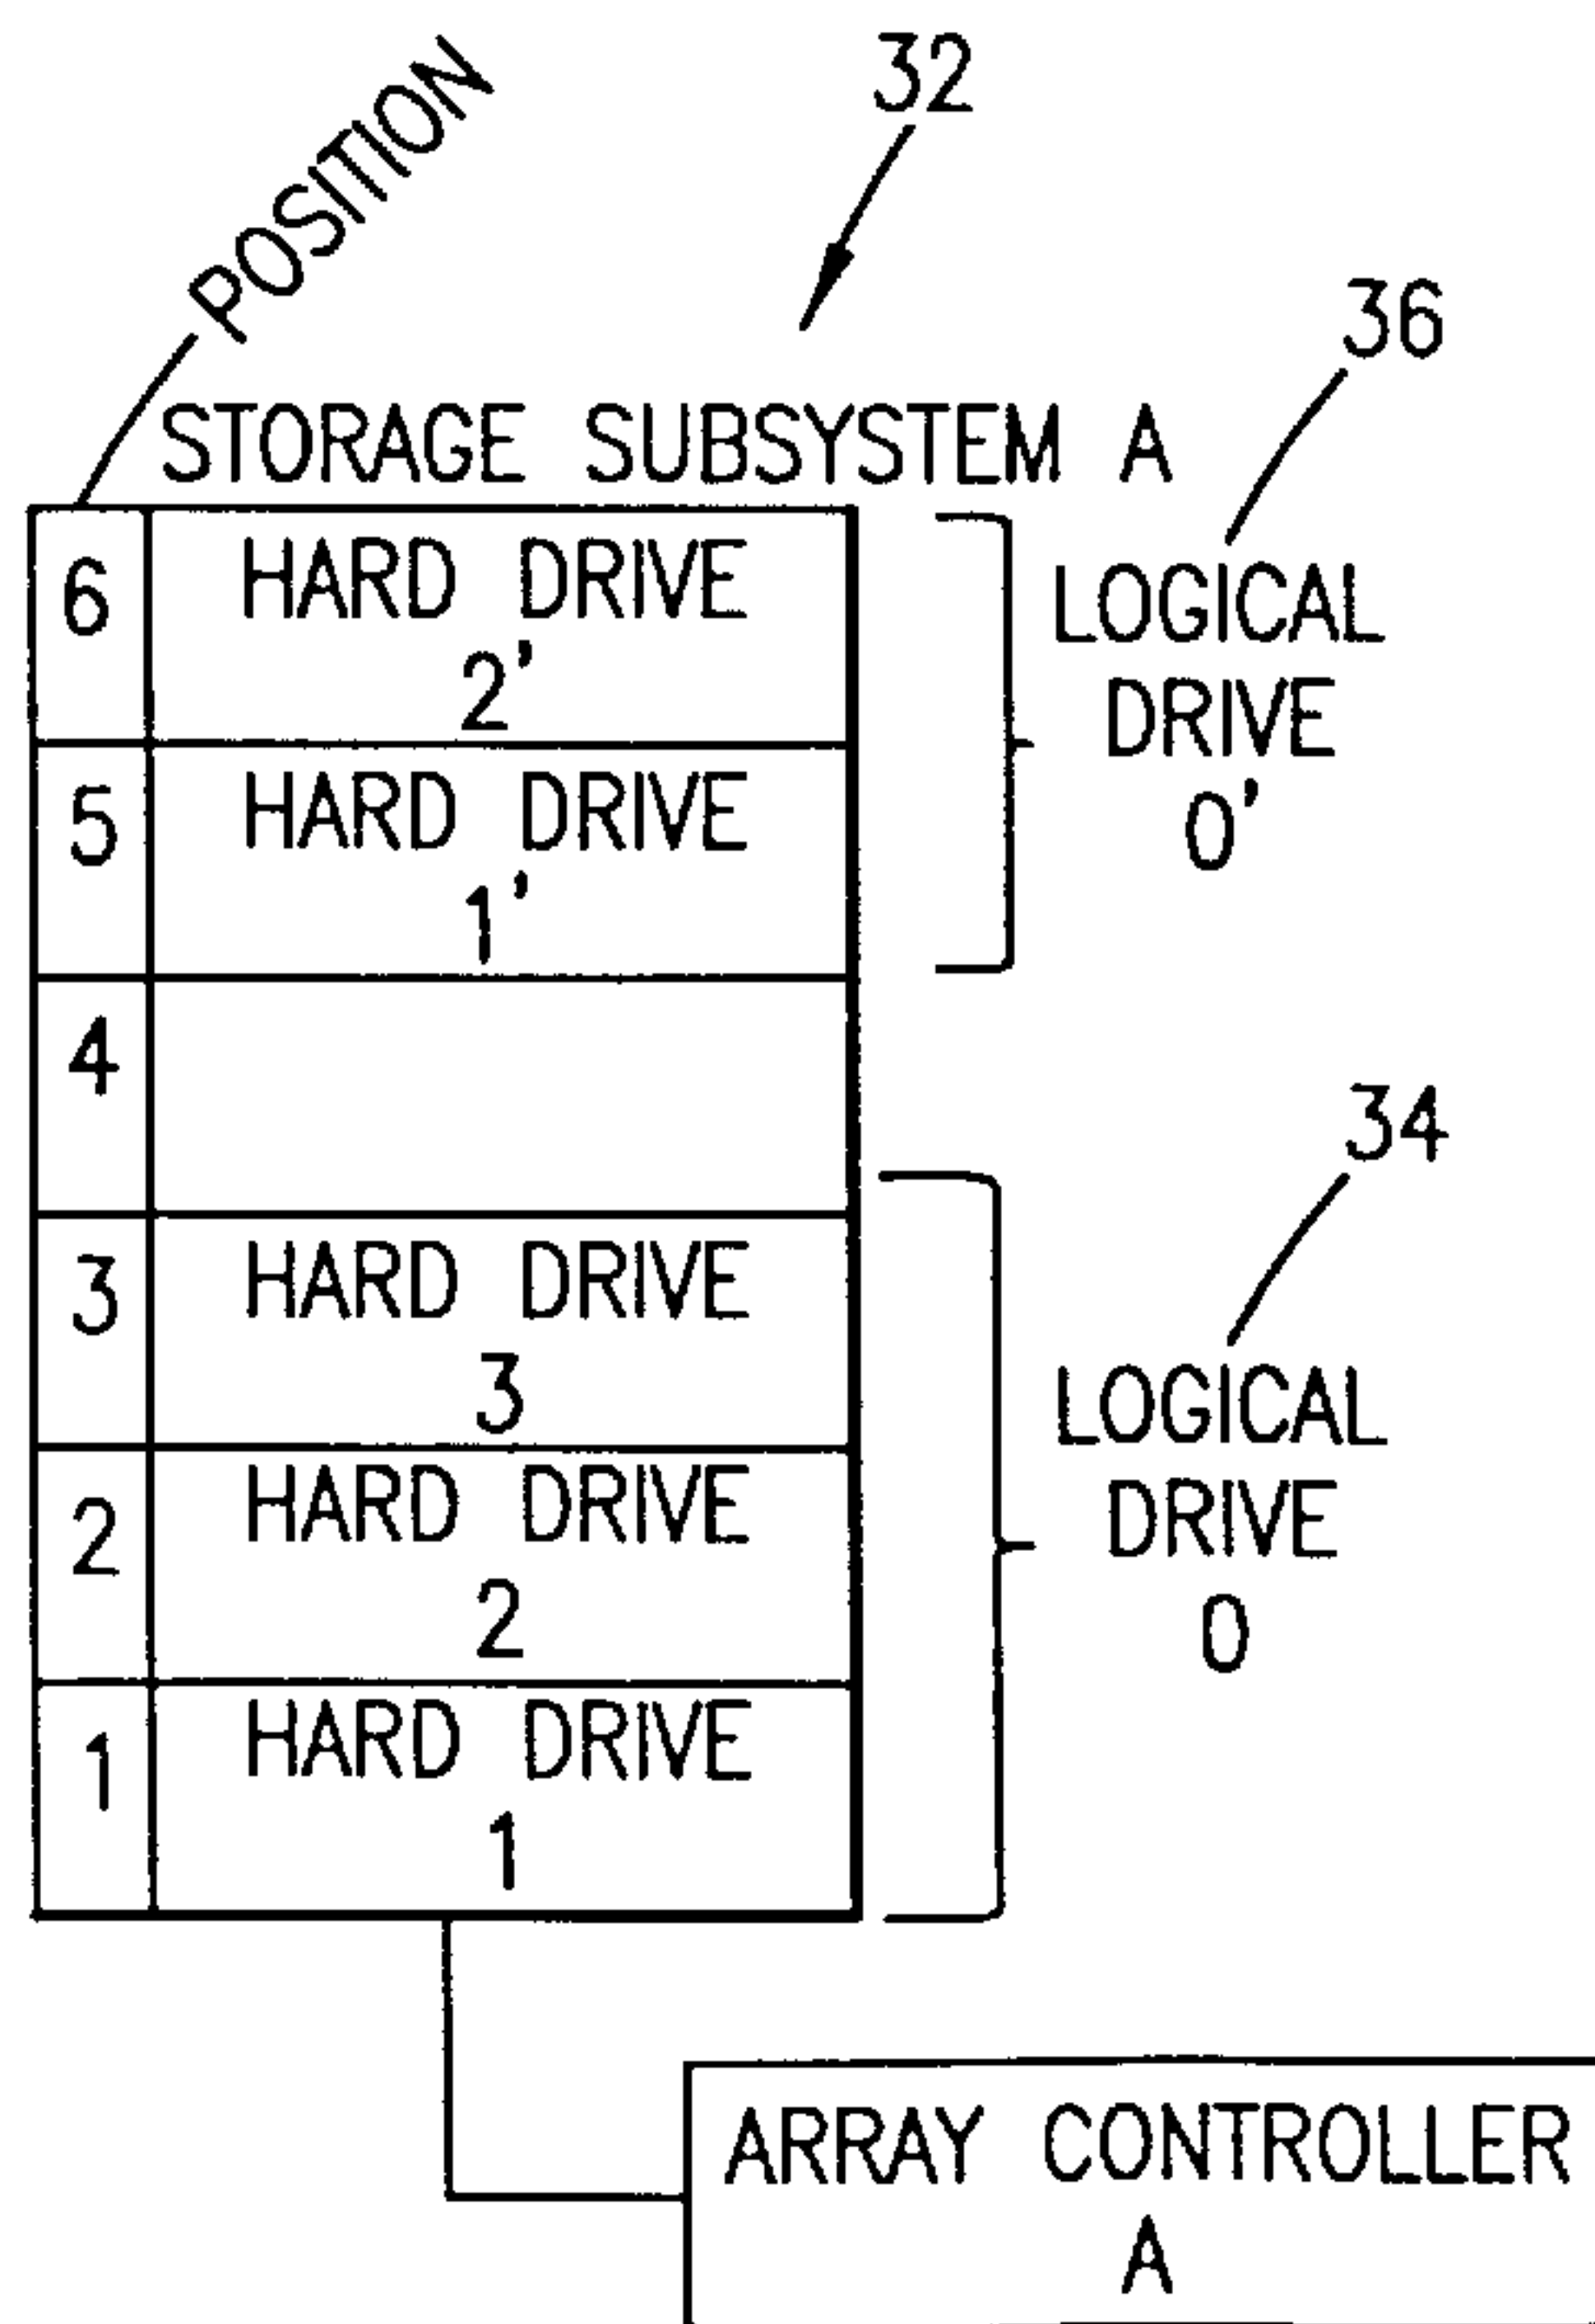 POSITION
32
36
STORAGE SUBSYSTEM A
6
HARD DRIVE
2'
5
HARD DRIVE
1'
LOGICAL
DRIVE
0'
4
34
3
HARD DRIVE
3
2
HARD DRIVE
2
1
HARD DRIVE
1
LOGICAL
DRIVE
0
ARRAY CONTROLLER
A